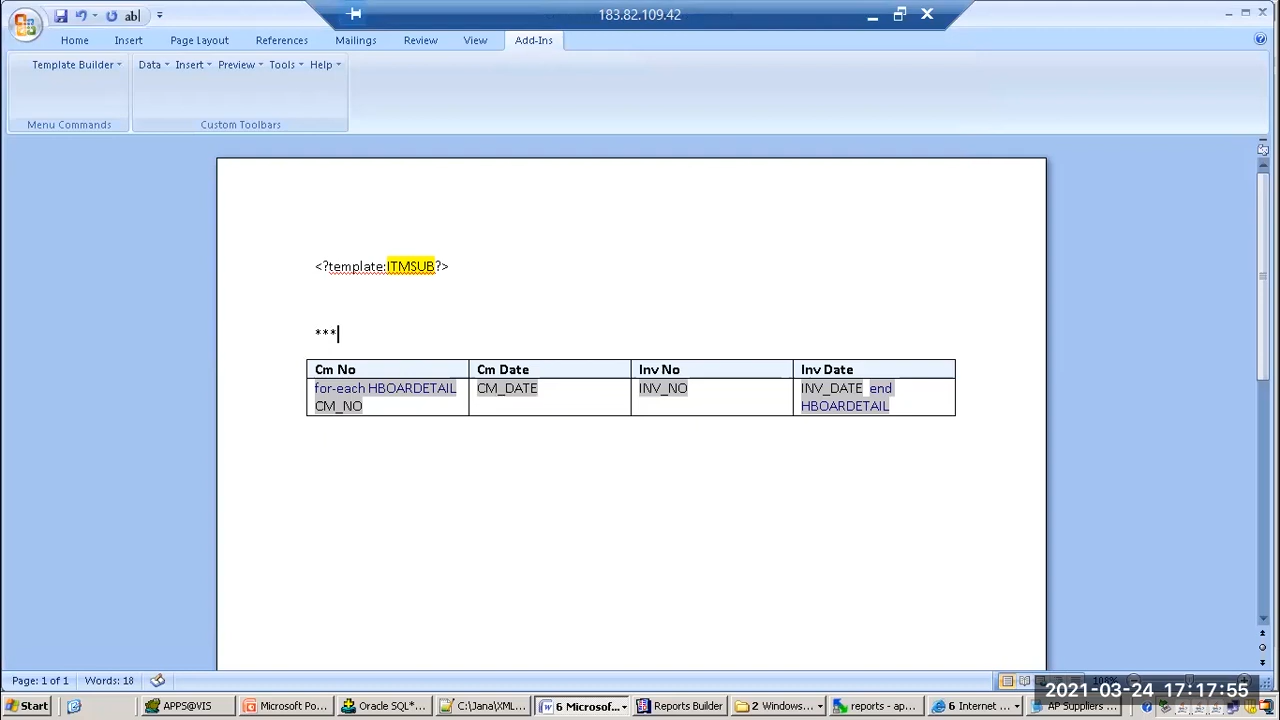 abl
183.82.109.42
Home Insert Page Layout References Mailings Review View Add-Ins
Template Builder Data Insert Preview Tools Help
Menu Commands Custom Toolbars
<?template:ITMSUB?>
***
Cm No Cm Date Inv No Inv Date
for-each HBOARDETAIL CM_DATE INV_NO INV_DATE end
CM_NO HBOARDETAIL
Page: 1 of 1 Words: 18
2021-03-24 17:17:55
Start APPS@VIS Microsoft Po... Oracle SQL*... C:\Java\XML... 6 Microsof... Reports Builder 2 Windows... reports - ap... 6 Internet ... AP Suppliers ...